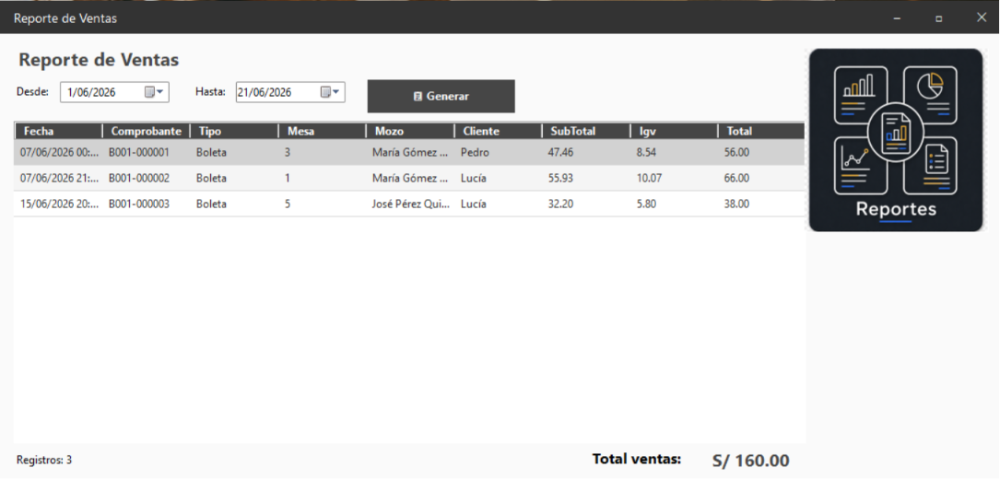 Reporte de Ventas
Reporte de Ventas
Desde: 1/06/2026 Hasta: 21/06/2026 Generar
Fecha Comprobante Tipo Mesa Mozo Cliente SubTotal Igv Total
07/06/2026 00:... B001-000001 Boleta 3 María Gómez ... Pedro 47.46 8.54 56.00
07/06/2026 21:... B001-000002 Boleta 1 María Gómez ... Lucía 55.93 10.07 66.00
15/06/2026 20:... B001-000003 Boleta 5 José Pérez Qui... Lucía 32.20 5.80 38.00
Reportes
Registros: 3 Total ventas: S/ 160.00